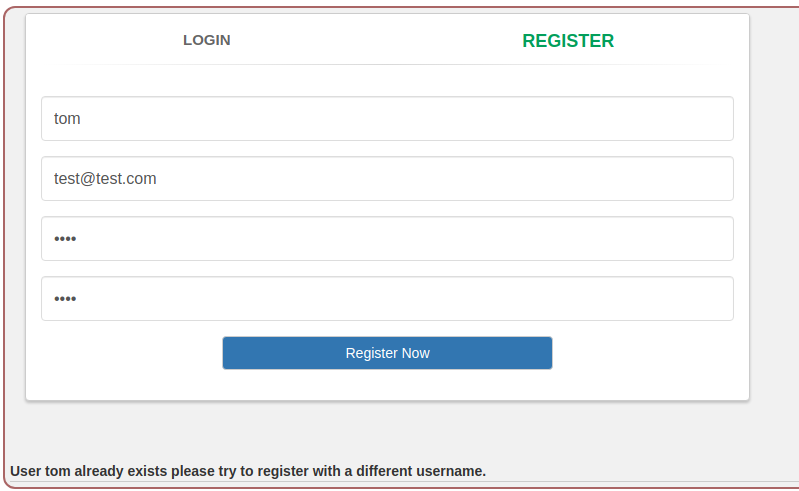 LOGIN REGISTER
tom
test@test.com
••••
••••
Register Now
User tom already exists please try to register with a different username.